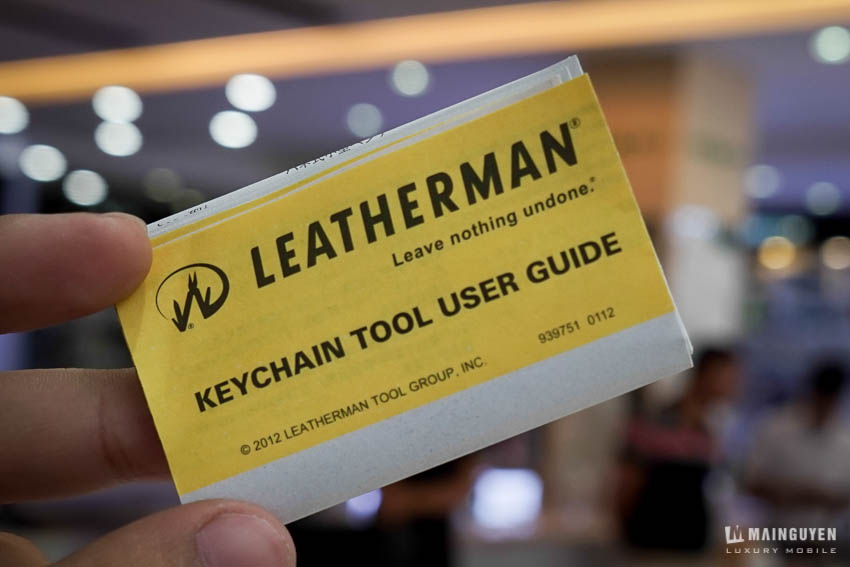 LEATHERMAN®
Leave nothing undone.®
KEYCHAIN TOOL USER GUIDE
© 2012 LEATHERMAN TOOL GROUP, INC.
939751 0112
MAINGUYEN
LUXURY MOBILE